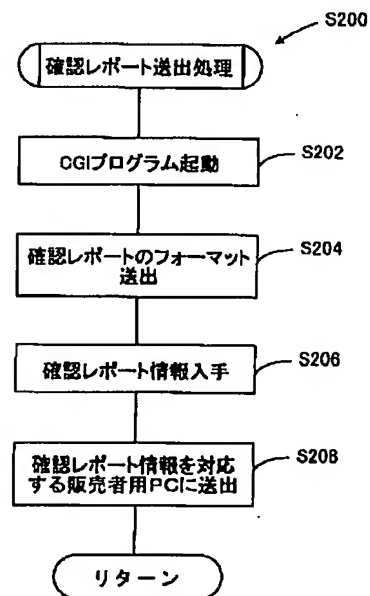 S200
確認レポート送出処理
CGIプログラム起動
S202
確認レポートのフォーマット
送出
S204
確認レポート情報入手
S206
確認レポート情報を対応
する販売者用PCに送出
S208
リターン